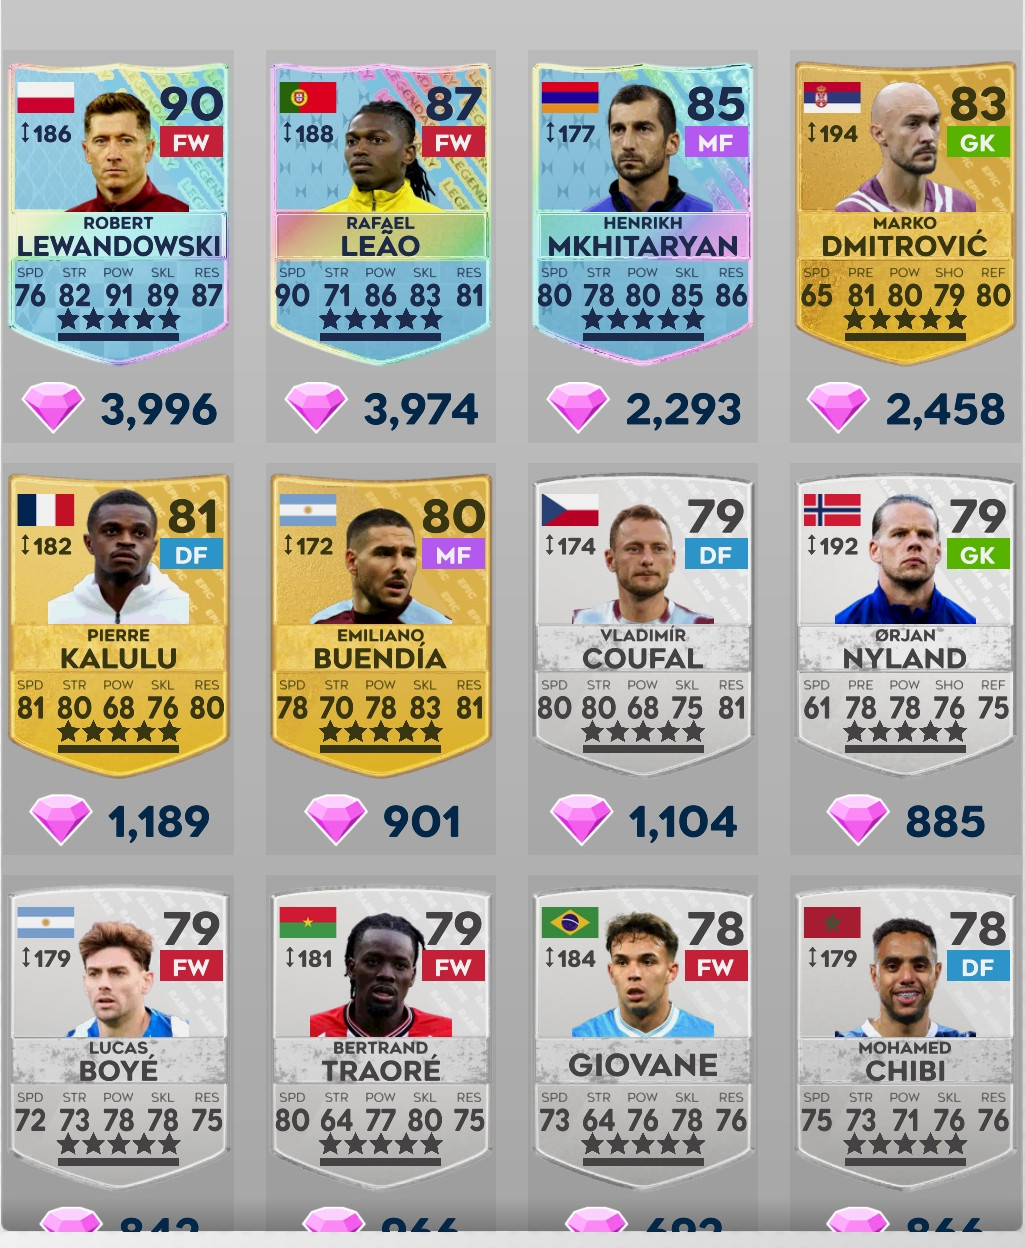 90
186
FW
ROBERT
LEWANDOWSKI
SPD STR POW SKL RES
76 82 91 89 87
3,996
87
188
FW
RAFAEL
LEÃO
SPD STR POW SKL RES
90 71 86 83 81
3,974
85
177
MF
HENRIKH
MKHITARYAN
SPD STR POW SKL RES
80 78 80 85 86
2,293
83
194
GK
MARKO
DMITROVIĆ
SPD PRE POW SHO REF
65 81 80 79 80
2,458
81
182
DF
PIERRE
KALULU
SPD STR POW SKL RES
81 80 68 76 80
1,189
80
172
MF
EMILIANO
BUENDÍA
SPD STR POW SKL RES
78 70 78 83 81
901
79
174
DF
VLADIMÍR
COUFAL
SPD STR POW SKL RES
80 80 68 75 81
1,104
79
192
GK
ØRJAN
NYLAND
SPD PRE POW SHO REF
61 78 78 76 75
885
79
179
FW
LUCAS
BOYÉ
SPD STR POW SKL RES
72 73 78 78 75
79
181
FW
BERTRAND
TRAORÉ
SPD STR POW SKL RES
80 64 77 80 75
78
184
FW
GIOVANE
SPD STR POW SKL RES
73 64 76 78 76
78
179
DF
MOHAMED
CHIBI
SPD STR POW SKL RES
75 73 71 76 76